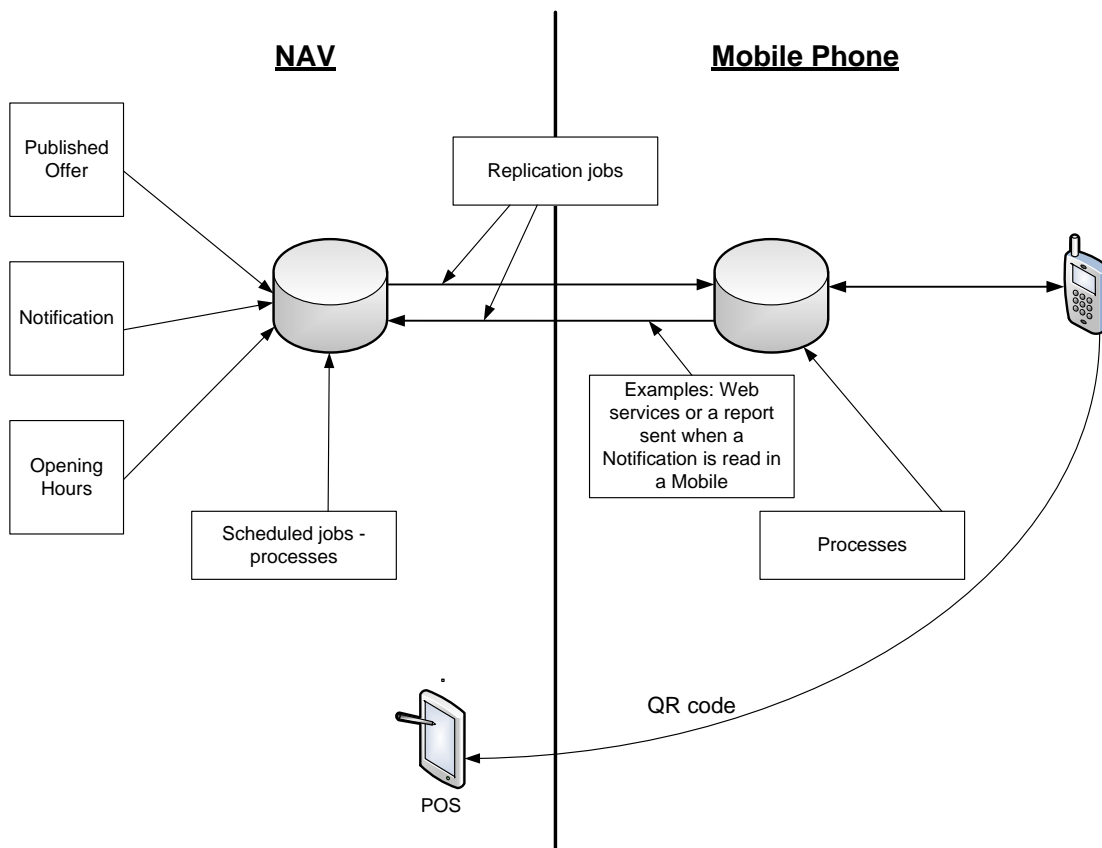 NAV
Mobile Phone
Published
Offer
Replication jobs
Notification
Examples: Web
services or a report
sent when a
Notification is read in
a Mobile
Opening
Hours
Scheduled jobs -
processes
Processes
QR code
POS